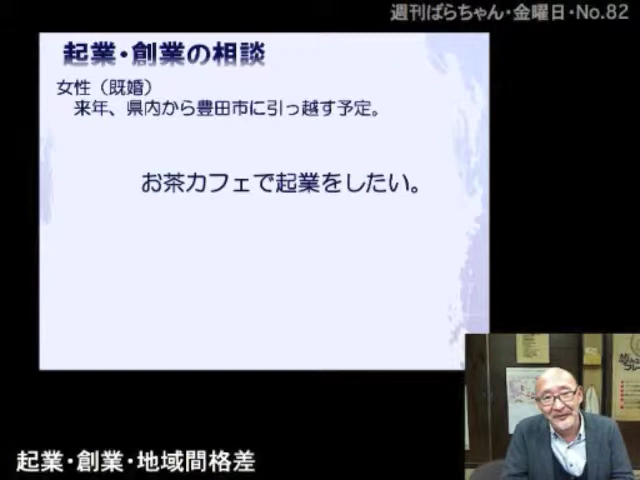 週刊ばらちゃん・金曜日・No.82
起業・創業の相談
女性（既婚）
来年、県内から豊田市に引っ越す予定。
お茶カフェで起業をしたい。
起業・創業・地域間格差